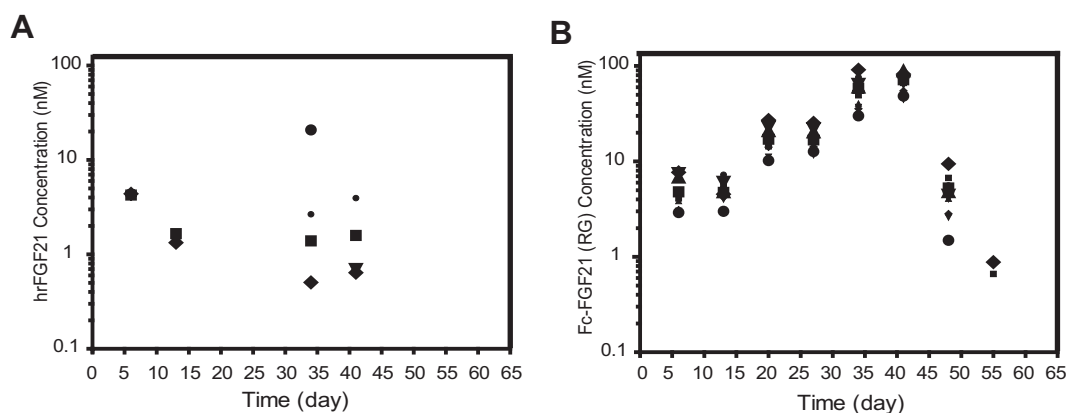 A
hrFGF21 Concentration (nM)
100
10
1
0.1
0 5 10 15 20 25 30 35 40 45 50 55 60 65
Time (day)
B
Fc-FGF21 (RG) Concentration (nM)
100
10
1
0.1
0 5 10 15 20 25 30 35 40 45 50 55 60 65
Time (day)